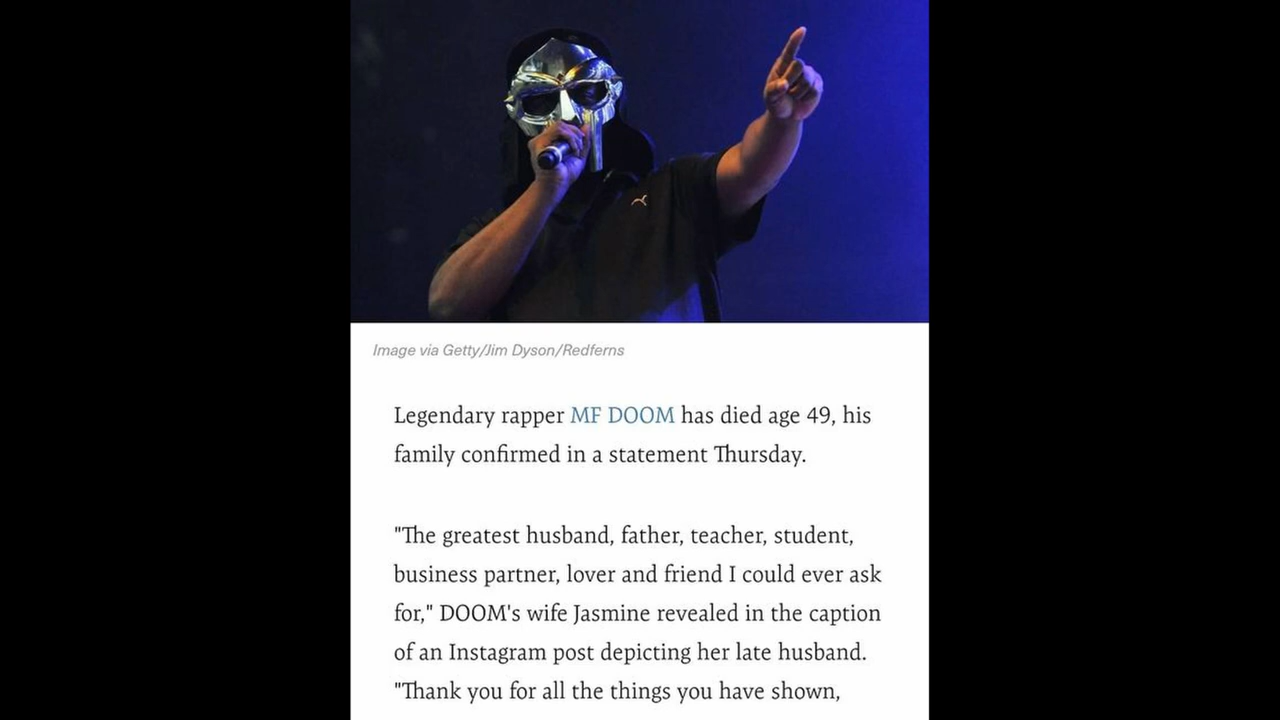 Image via Getty/Jim Dyson/Redferns
Legendary rapper MF DOOM has died age 49, his
family confirmed in a statement Thursday.
"The greatest husband, father, teacher, student,
business partner, lover and friend I could ever ask
for," DOOM's wife Jasmine revealed in the caption
of an Instagram post depicting her late husband.
"Thank you for all the things you have shown,